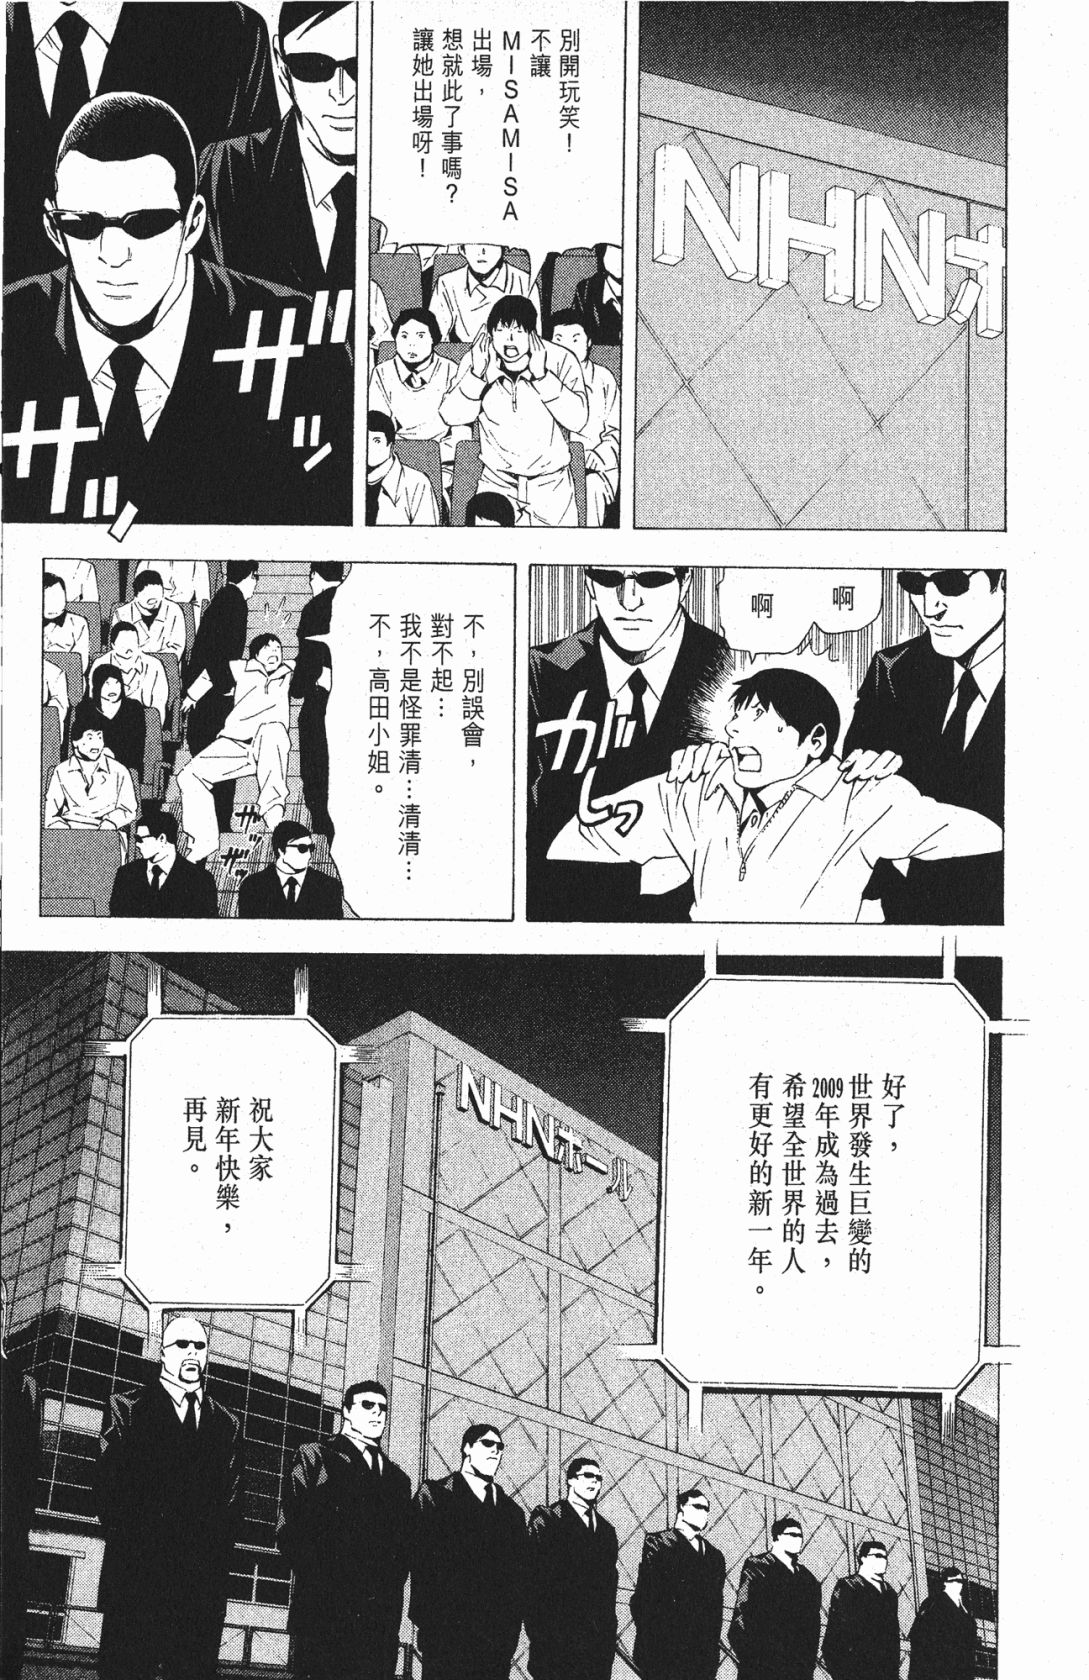 NHNホ
別開玩笑！
不讓
MISAMISA
出場，
想就此了事嗎？
讓她出場呀！
ザッ
ザッ
啊
啊
ガ
シッ
不，別誤會，
對不起…
我不是怪罪清…清清…
不，高田小姐。
ザッ
ザッ
好了，
世界發生巨變的
2009年成為過去，
希望全世界的人
有更好的新一年。
NHNホール
祝大家
新年快樂，
再見。